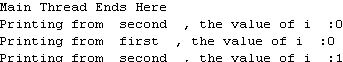 Main Thread Ends Here
Printing from  second  , the value of i  :0
Printing from  first  , the value of i  :0
Printing from  second  , the value of i  :1